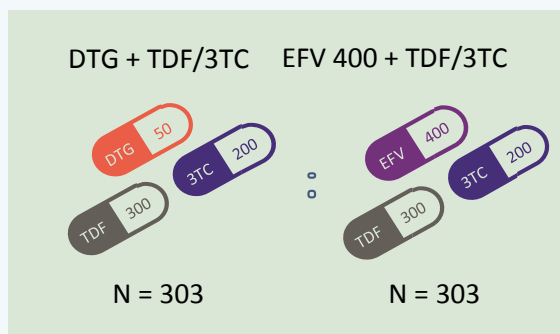 DTG + TDF/3TC EFV 400 + TDF/3TC
DTG 50
3TC 200
TDF 300
:
EFV 400
3TC 200
TDF 300
N = 303 N = 303